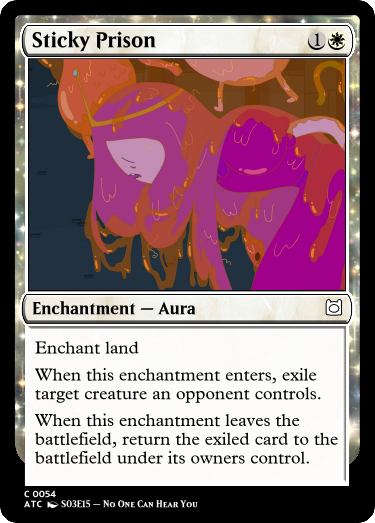 Sticky Prison 1
Enchantment — Aura
Enchant land
When this enchantment enters, exile
target creature an opponent controls.
When this enchantment leaves the
battlefield, return the exiled card to the
battlefield under its owners control.
C 0054
ATC S03E15 — No One Can Hear You